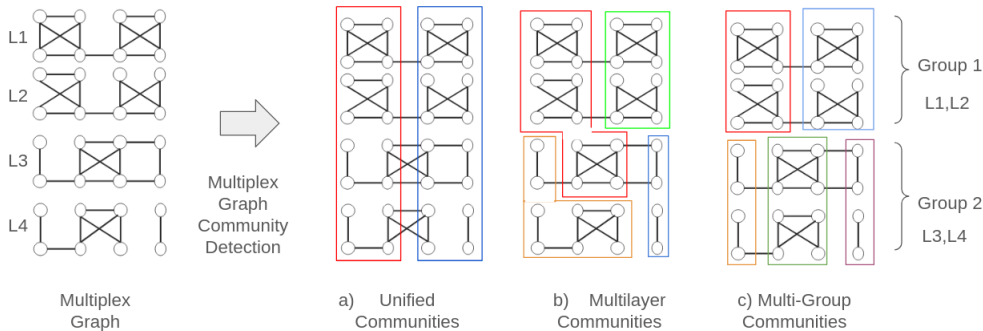 L1
L2
L3
L4
Multiplex
Graph
Multiplex
Graph
Community
Detection
a) Unified
Communities
b) Multilayer
Communities
c) Multi-Group
Communities
Group 1
L1,L2
Group 2
L3,L4